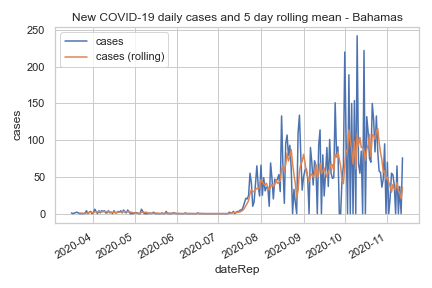 New COVID-19 daily cases and 5 day rolling mean - Bahamas
cases
cases (rolling)
250
200
150
100
50
0
cases
2020-04
2020-05
2020-06
2020-07
2020-08
2020-09
2020-10
2020-11
dateRep